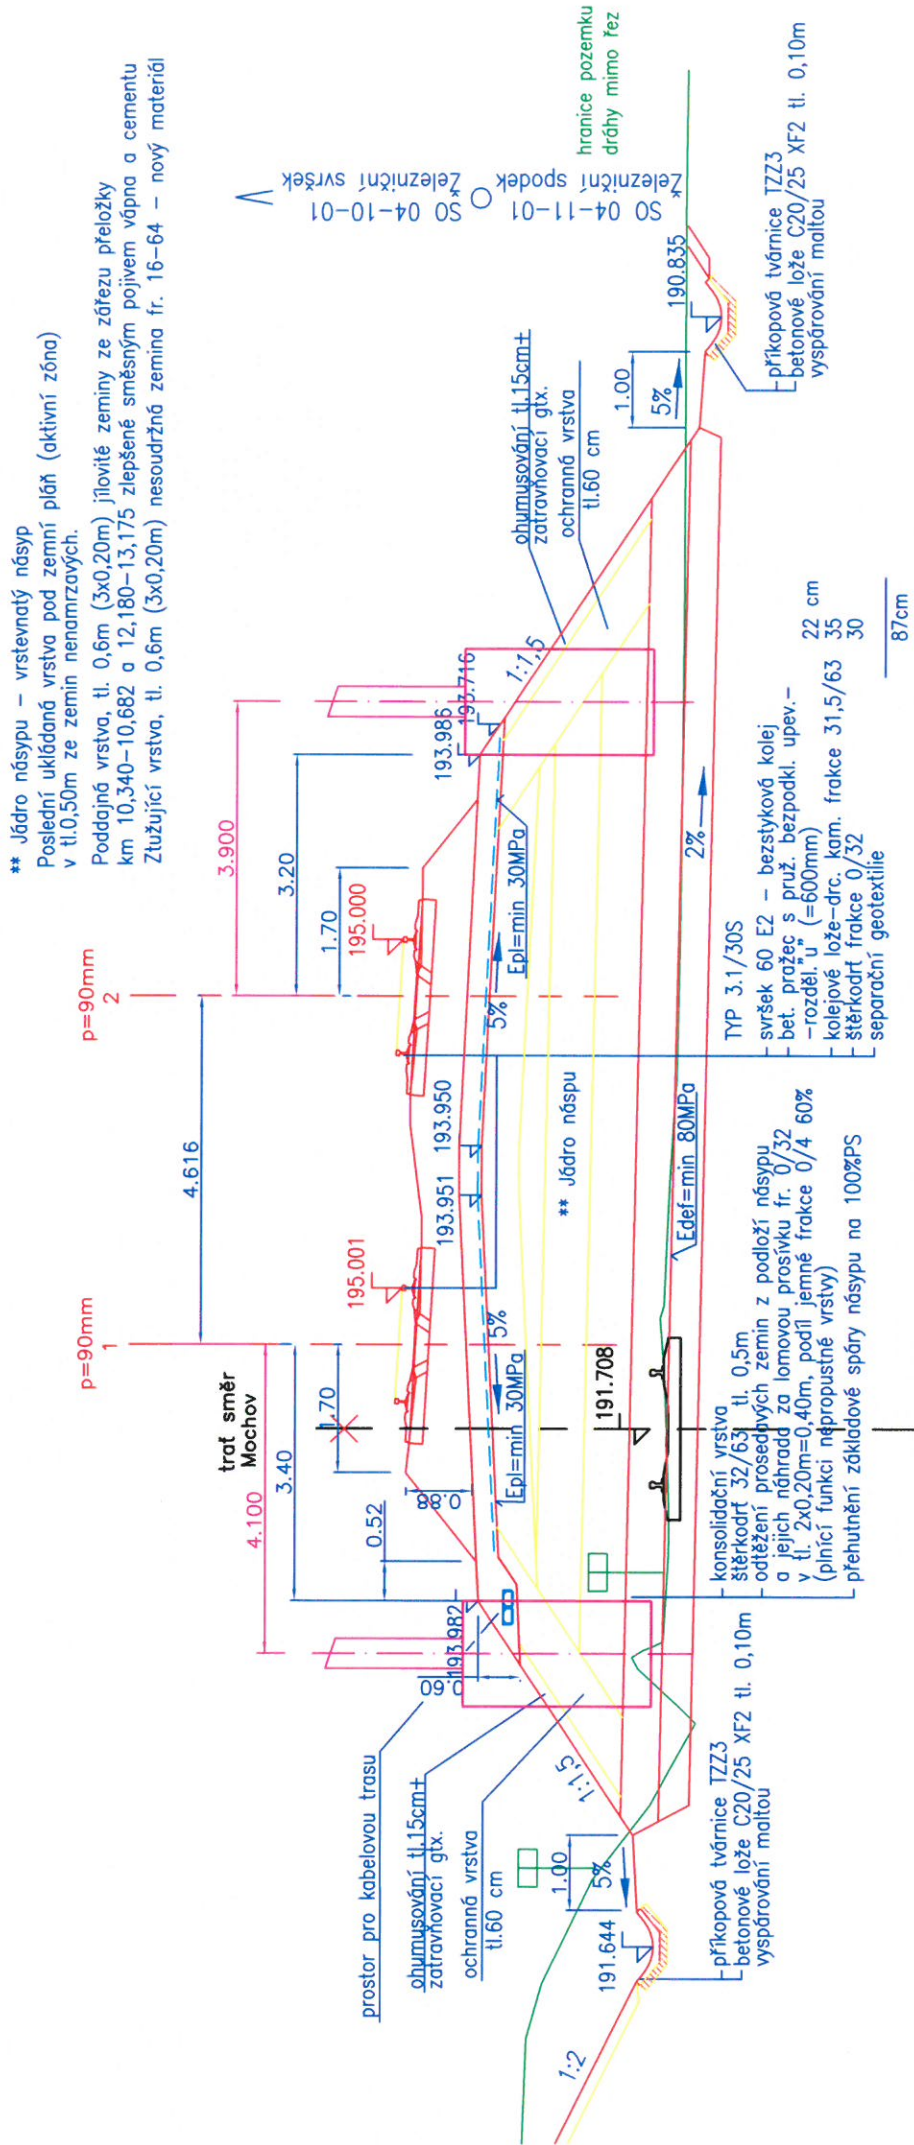 ** Jádro násypu – vrstevnatý násyp
Poslední ukládaná vrstva pod zemní pláň (aktivní zóna)
v tl.0,50m ze zemin nenamrzavých.
Poddajná vrstva, tl. 0,6m (3x0,20m) jílovité zeminy ze zářezu přeložky
km 10,340–10,682 a 12,180–13,175 zlepšené směsným pojivem vápna a cementu
Ztužující vrstva, tl. 0,6m (3x0,20m) nesoudržná zemina fr. 16–64 – nový materiál
SO 04-10-01
Železniční svršek
SO 04-11-01
Železniční spodek
hranice pozemku
dráhy mimo řez
p=90mm
1
p=90mm
2
4.616
3.900
3.20
1.70
4.100
3.40
1.70
0.52
0.88
0.60
trať směr
Mochov
195.001
195.000
193.951
193.950
193.982
193.986
193.716
191.708
5%
5%
Epl=min 30MPa
Epl=min 30MPa
** Jádro náspu
Edef=min 80MPa
2%
1:1,5
1:1,5
1:2
prostor pro kabelovou trasu
ohumusování tl.15cm+
zatravňovací gtx.
ochranná vrstva
tl.60 cm
ohumusování tl.15cm+
zatravňovací gtx.
ochranná vrstva
tl.60 cm
1.00
5%
191.644
1.00
5%
190.835
příkopová tvárnice TZZ3
betonové lože C20/25 XF2 tl. 0,10m
vyspárování maltou
příkopová tvárnice TZZ3
betonové lože C20/25 XF2 tl. 0,10m
vyspárování maltou
konsolidační vrstva
štěrkodrť 32/63 tl. 0,5m
odtěžení prosedavých zemin z podloží násypu
a jejich náhrada za lomovou prosívku fr. 0/32
v tl. 2x0,20m=0,40m, podíl jemné frakce 0/4 60%
(plnící funkci nepropustné vrstvy)
přehutnění základové spáry násypu na 100%PS
TYP 3.1/30S
svršek 60 E2 – bezstyková kolej
bet. pražec s pruž. bezpodkl. upev.–
–rozděl."u" (=600mm) 22 cm
kolejové lože–drc. kam. frakce 31,5/63 35
štěrkodrť frakce 0/32 30
separační geotextilie
87cm